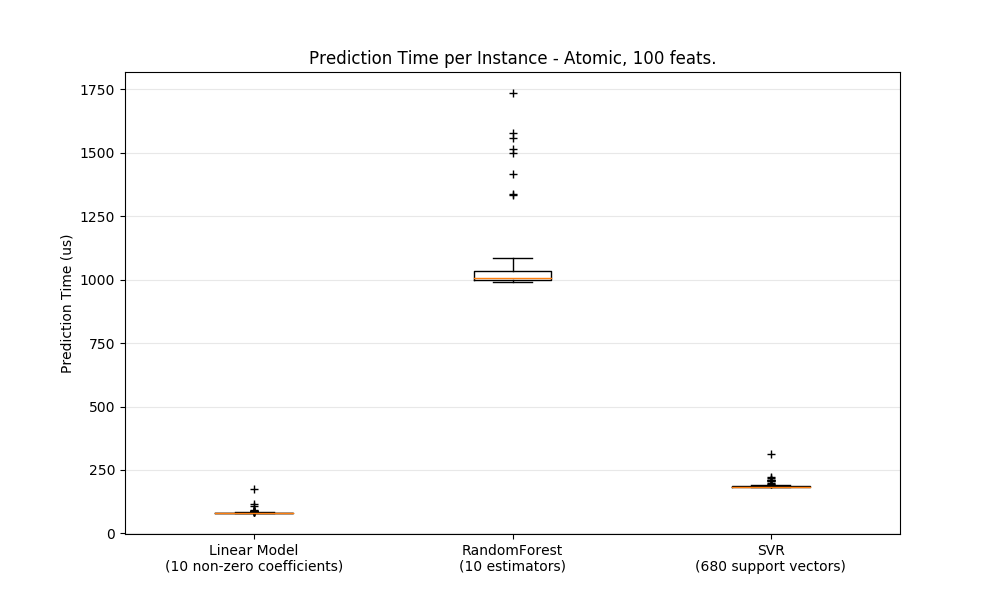 Prediction Time per Instance - Atomic, 100 feats.
Prediction Time (us)
1750
1500
1250
1000
750
500
250
0
Linear Model
(10 non-zero coefficients)
RandomForest
(10 estimators)
SVR
(680 support vectors)